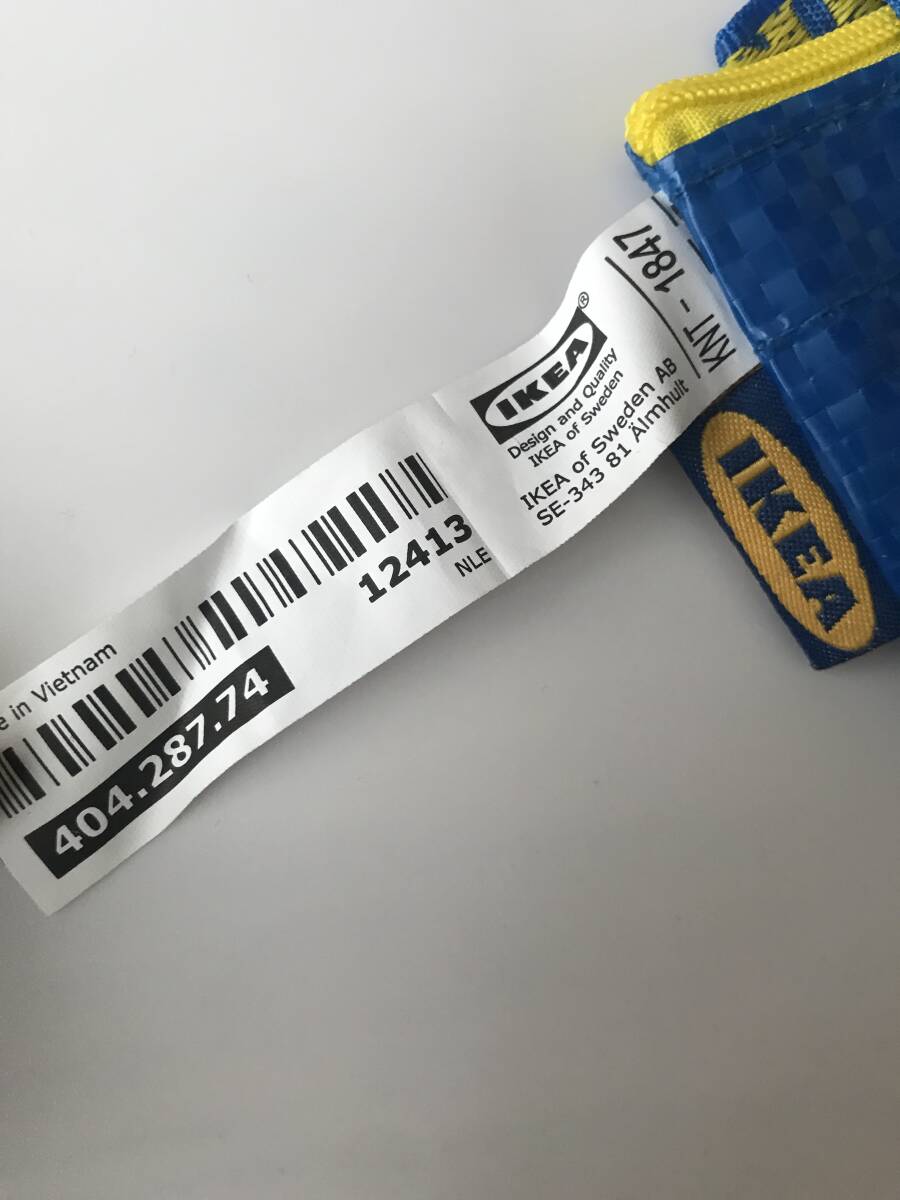 e in Vietnam
404.287.74
12413
NLE
IKEA®
Design and Quality
IKEA of Sweden
IKEA of Sweden AB
SE-343 81 Älmhult
KNT - 1847
IKEA